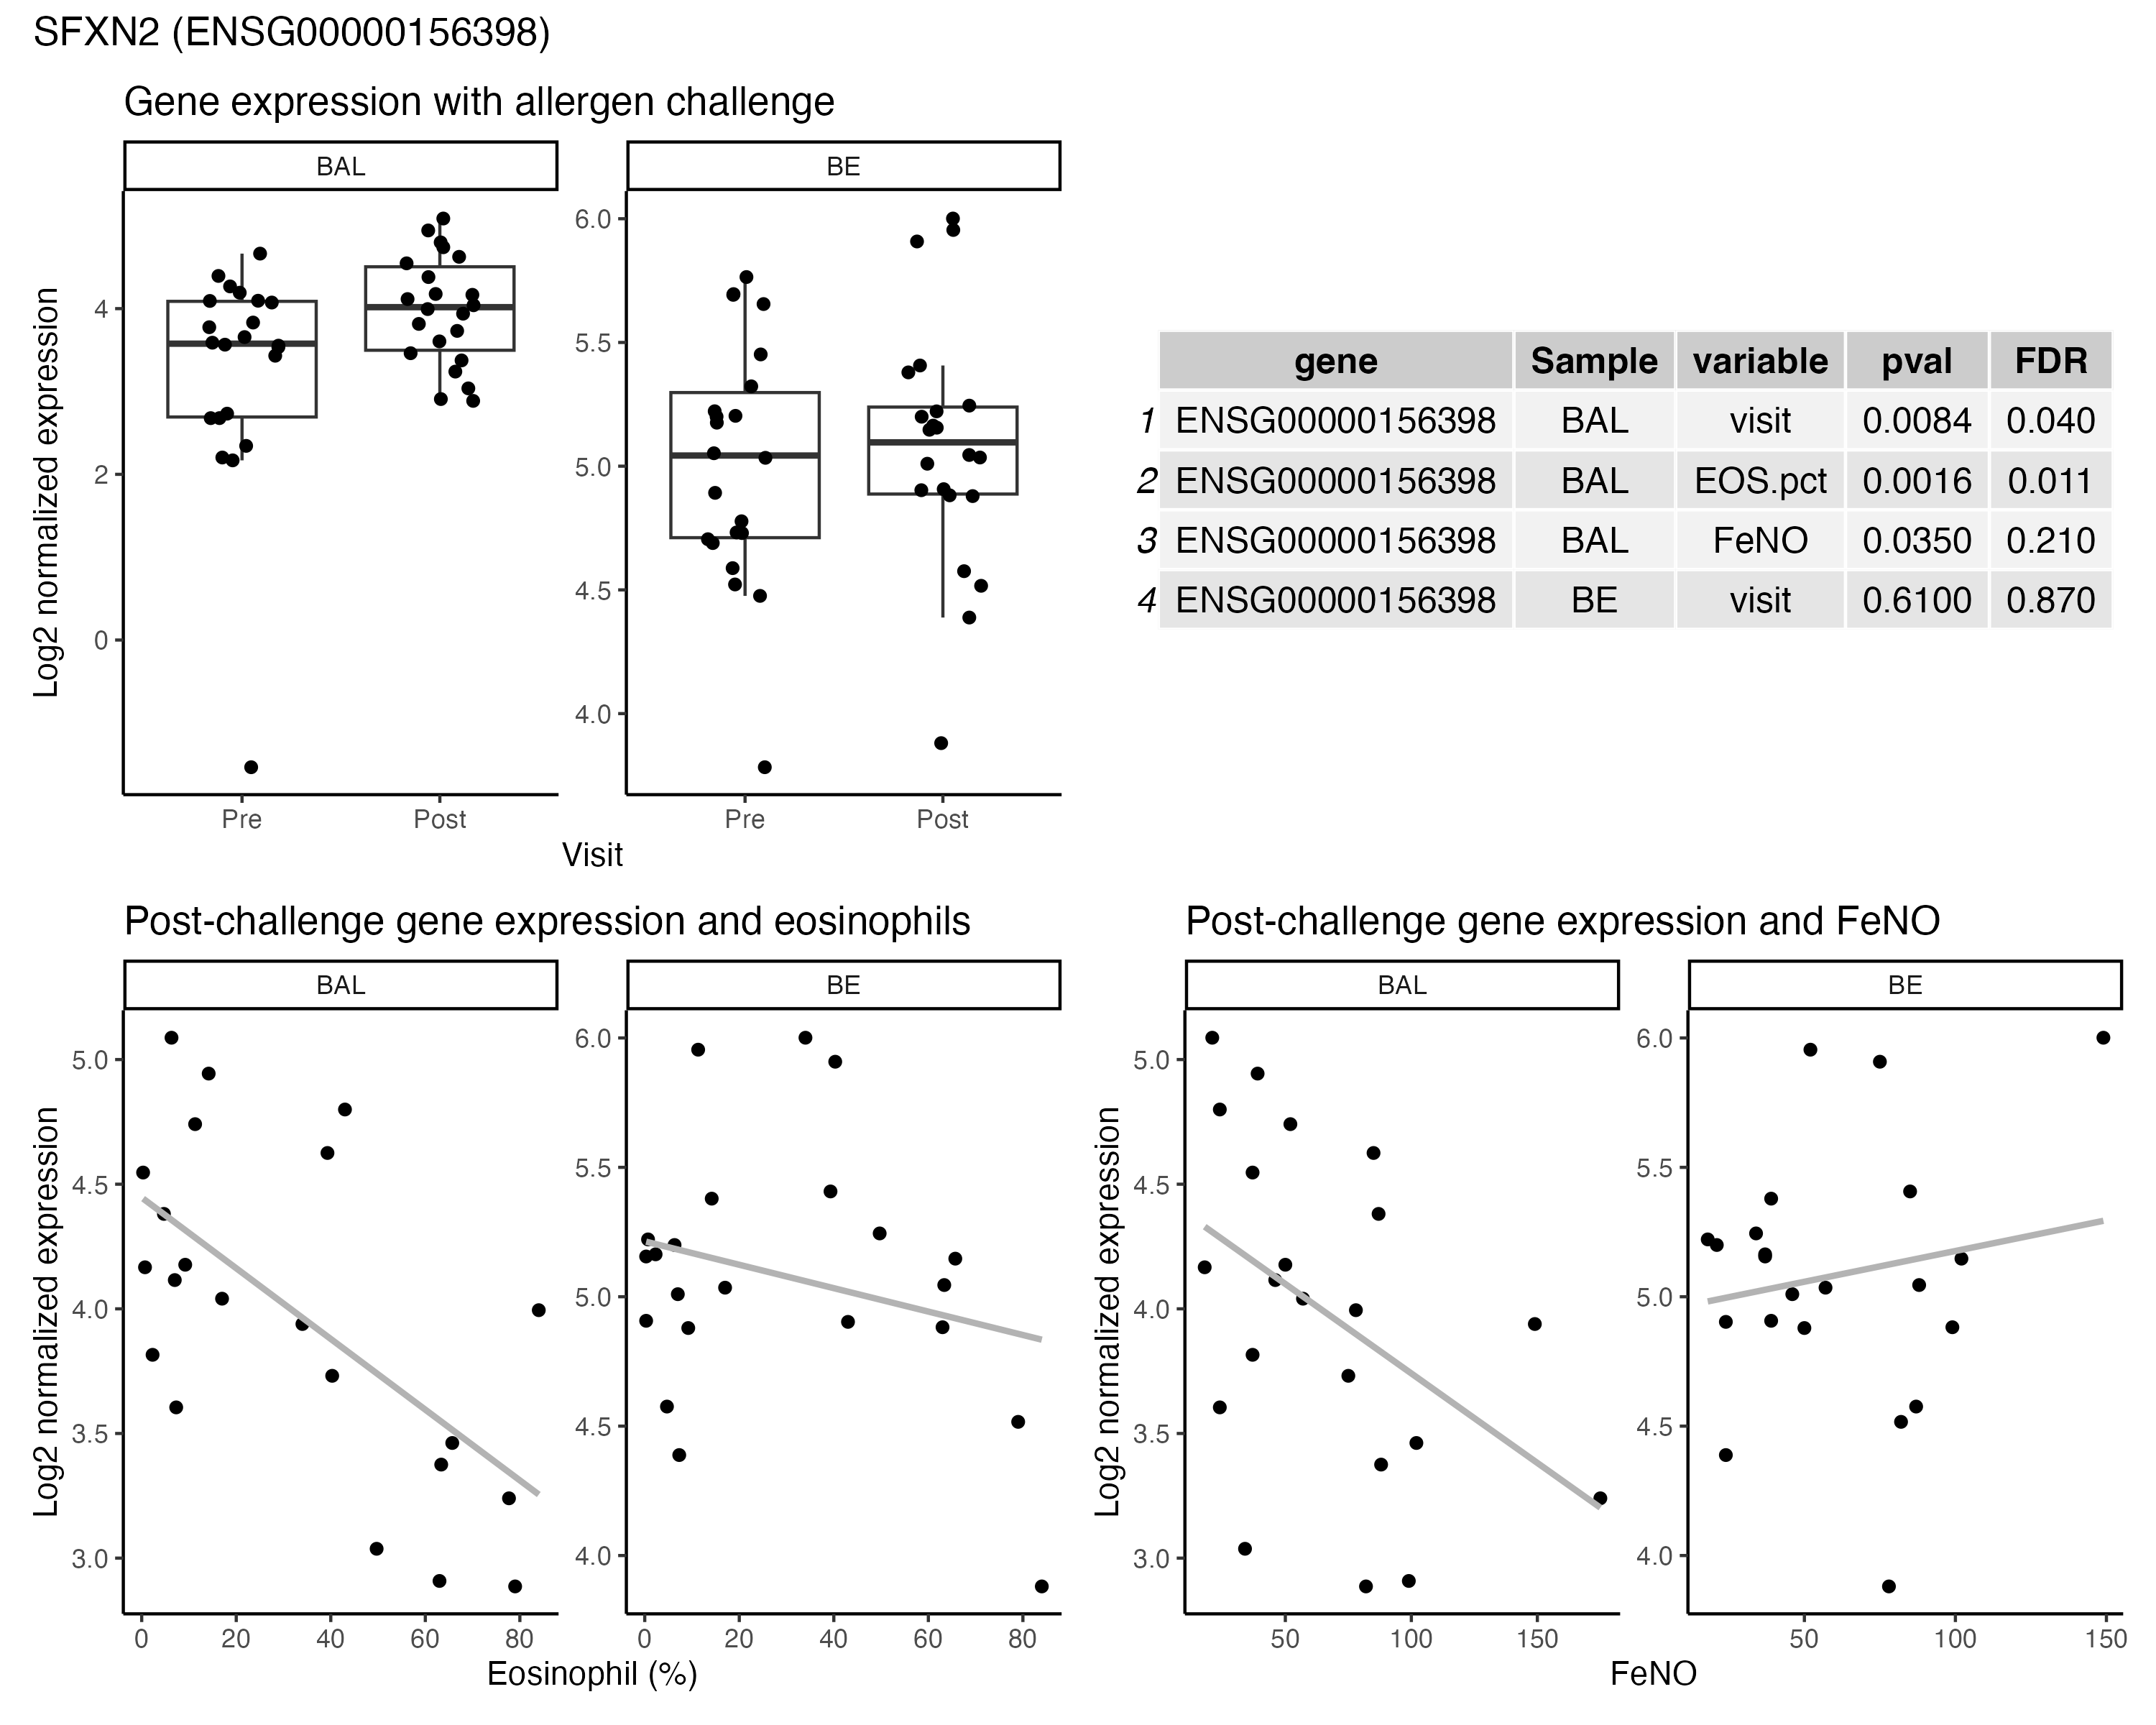 SFXN2 (ENSG00000156398)
Gene expression with allergen challenge
BAL
BE
Log2 normalized expression
4
2
0
6.0
5.5
5.0
4.5
4.0
Pre
Post
Pre
Post
Visit
gene Sample variable pval FDR
1 ENSG00000156398 BAL visit 0.0084 0.040
2 ENSG00000156398 BAL EOS.pct 0.0016 0.011
3 ENSG00000156398 BAL FeNO 0.0350 0.210
4 ENSG00000156398 BE visit 0.6100 0.870
Post-challenge gene expression and eosinophils
BAL
BE
Log2 normalized expression
5.0
4.5
4.0
3.5
3.0
6.0
5.5
5.0
4.5
4.0
0 20 40 60 80
0 20 40 60 80
Eosinophil (%)
Post-challenge gene expression and FeNO
BAL
BE
Log2 normalized expression
5.0
4.5
4.0
3.5
3.0
6.0
5.5
5.0
4.5
4.0
50 100 150
50 100 150
FeNO